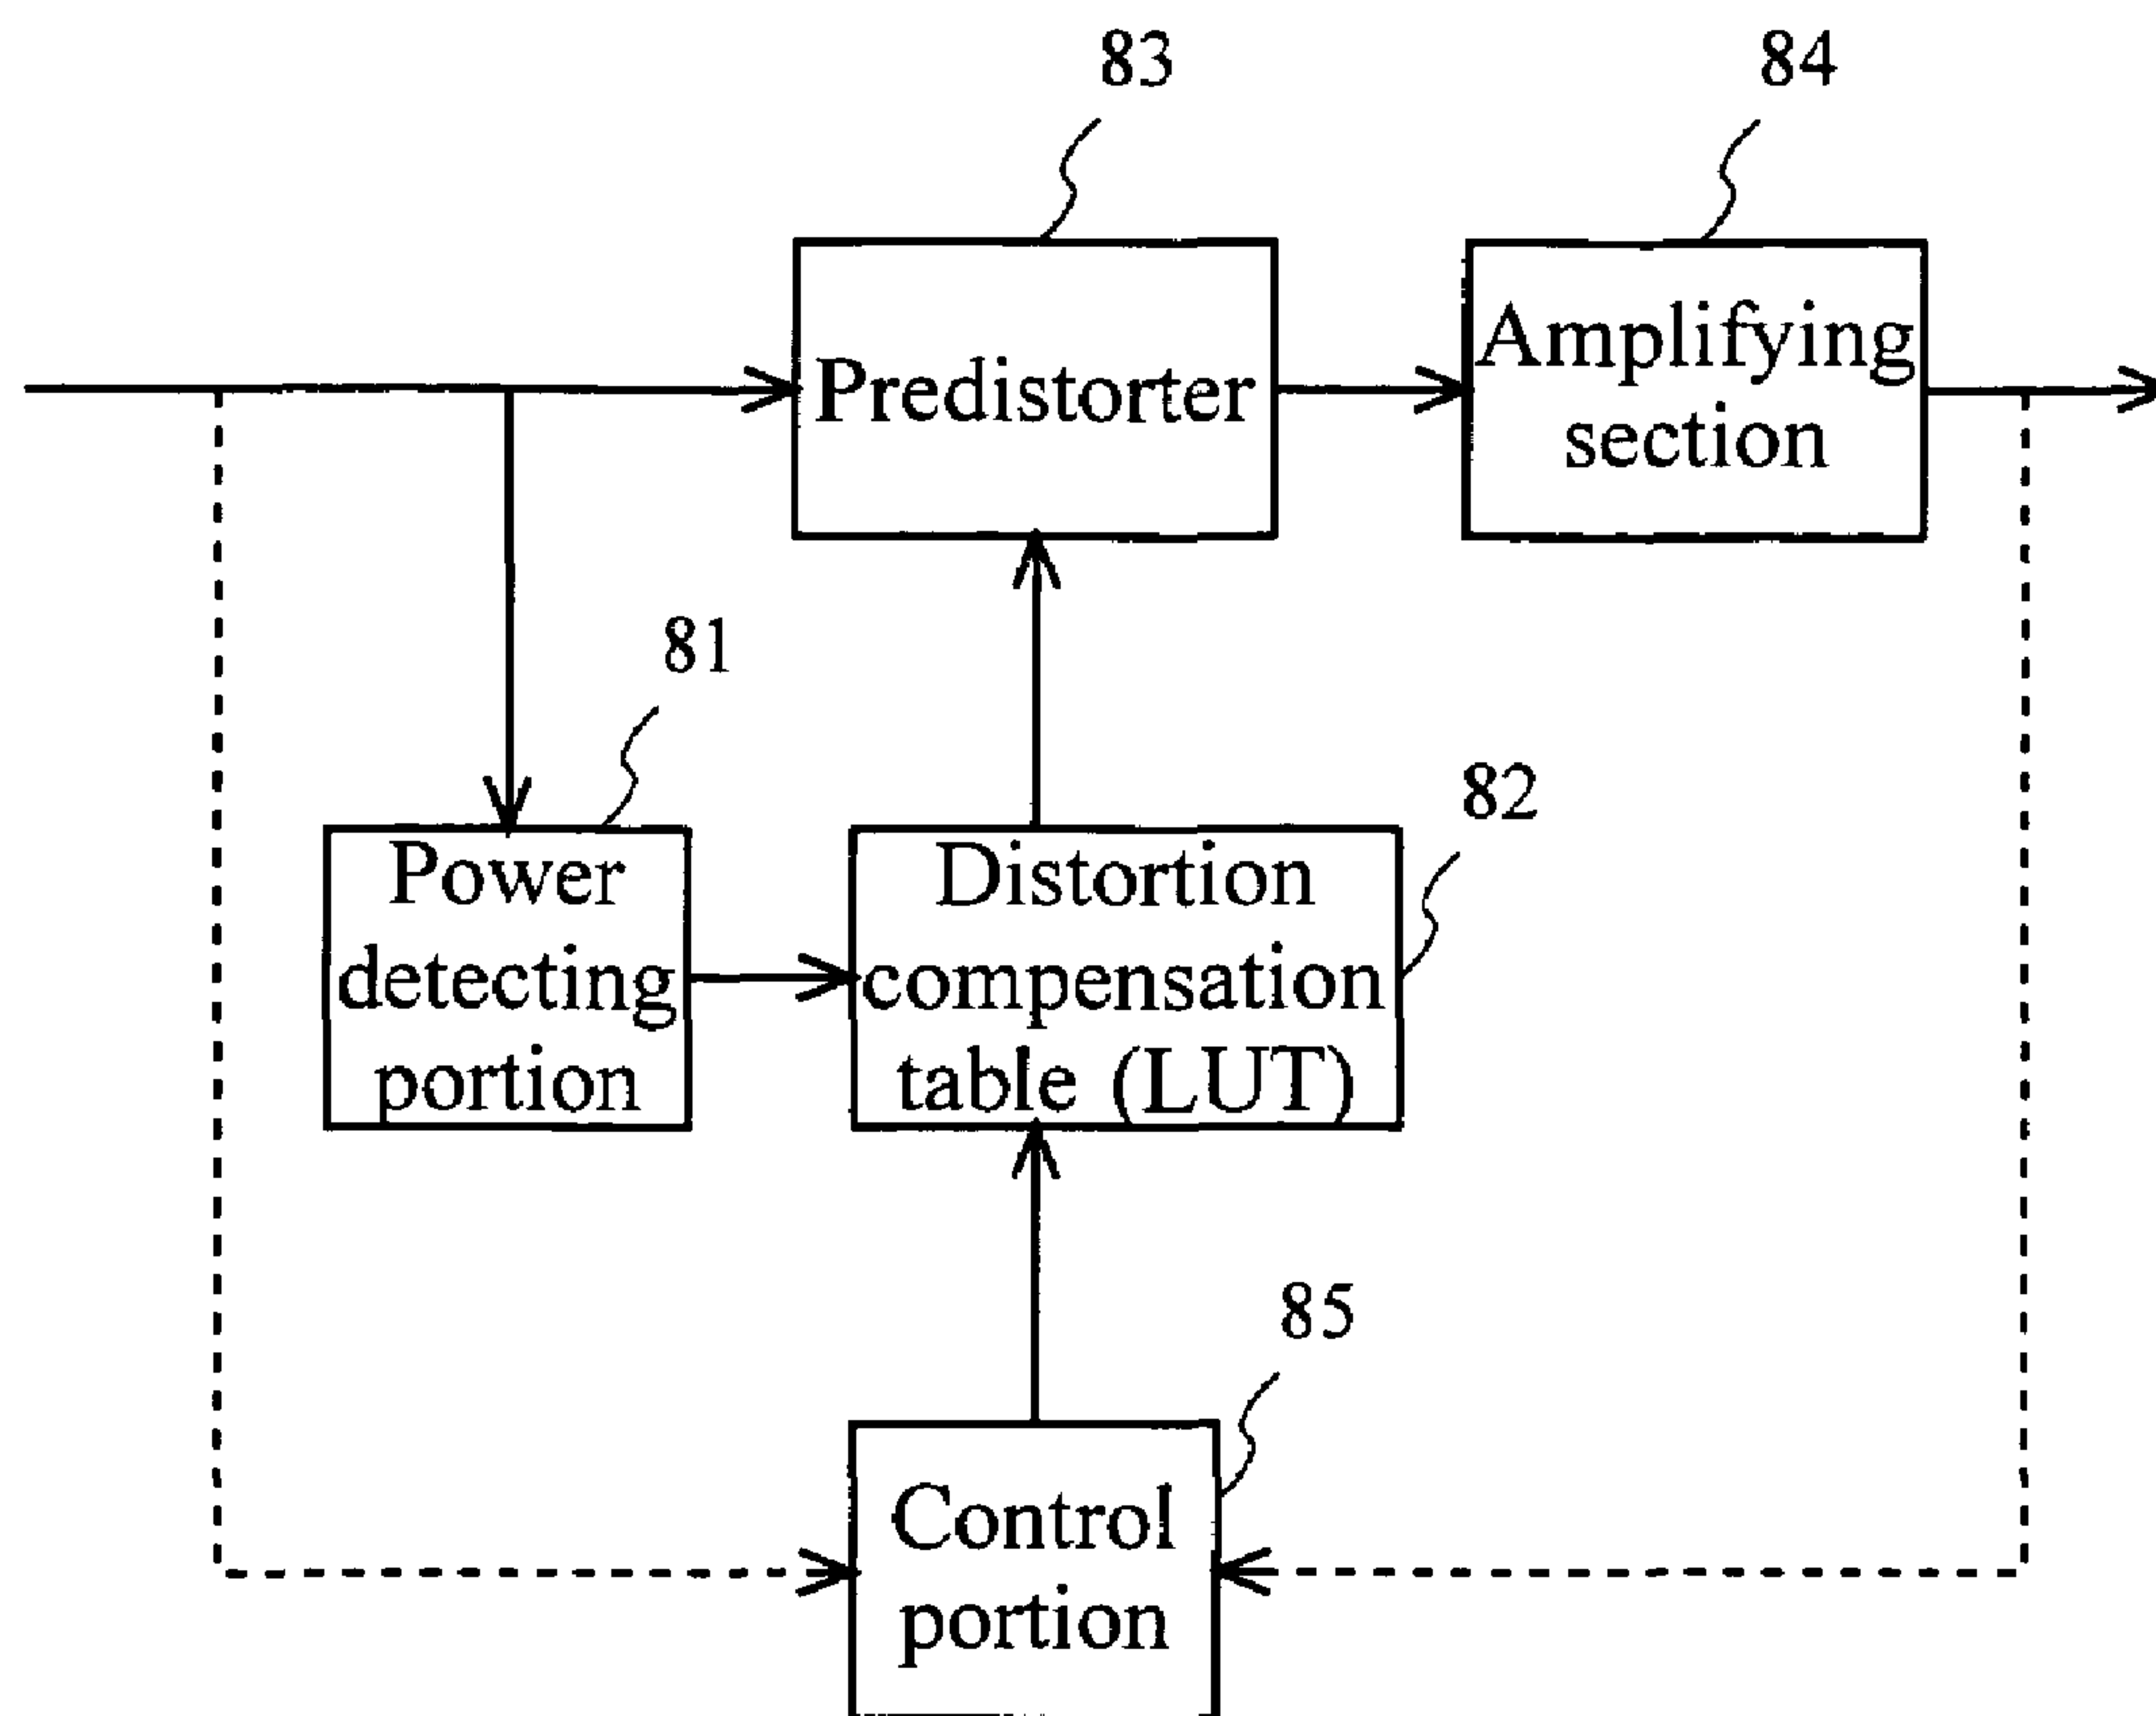 83
84
Predistorter
Amplifying
section
81
82
Power
detecting
portion
Distortion
compensation
table (LUT)
85
Control
portion